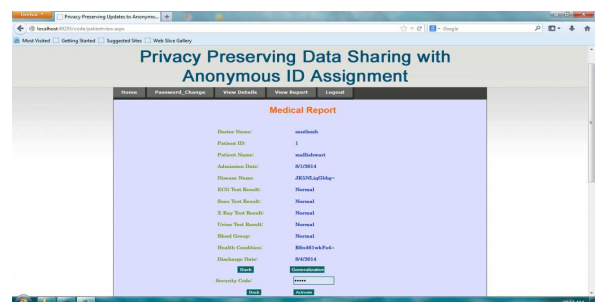 Firefox
Privacy Preserving Updates to Anonymo...
localhost:49203/code/patientview.aspx
Google
Most Visited Getting Started Suggested Sites Web Slice Gallery
Privacy Preserving Data Sharing with
Anonymous ID Assignment
Home Password_Change View Details View Report Logout
Medical Report
Doctor Name: santhosh
Patient ID: 1
Patient Name: mallishwari
Admission Date: 8/1/2014
Disease Name
ECG Test Result: Normal
Scan Test Result: Normal
X Ray Test Result: Normal
Urine Test Result: Normal
Blood Group: Normal
Health Condition:
Discharge Date: 8/4/2014
Back Generalization
Security Code: •••••
Back Activate